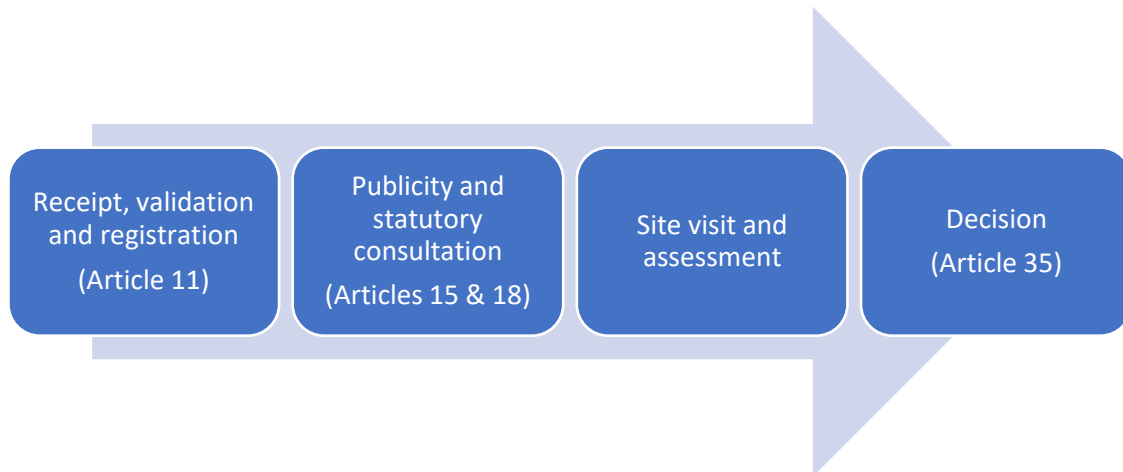 Receipt, validation
and registration
(Article 11)
Publicity and
statutory
consultation
(Articles 15 & 18)
Site visit and
assessment
Decision
(Article 35)